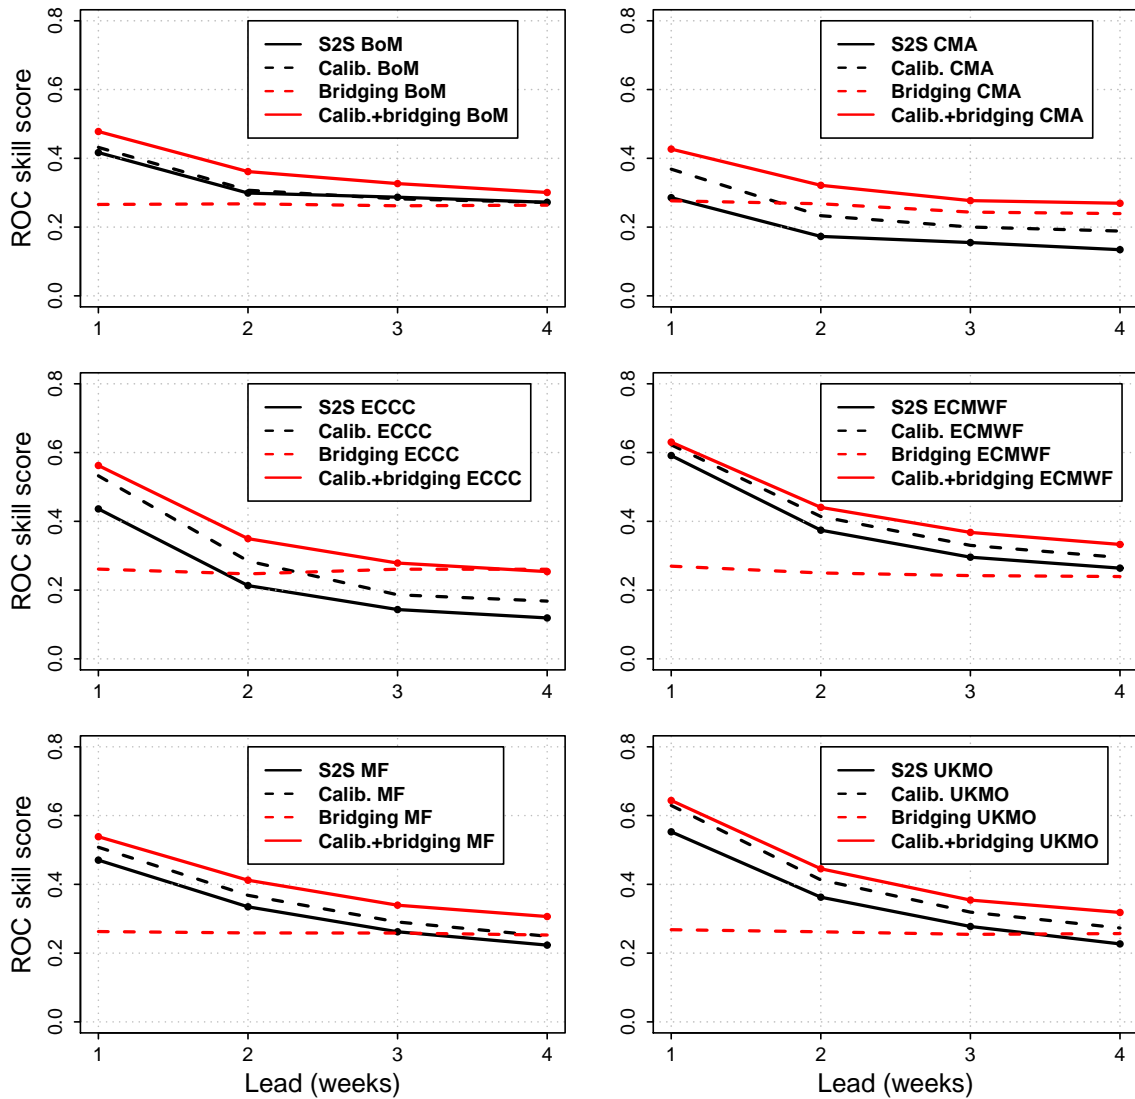 ROC skill score
0.0 0.2 0.4 0.6 0.8
S2S BoM
Calib. BoM
Bridging BoM
Calib.+bridging BoM
1 2 3 4
0.0 0.2 0.4 0.6 0.8
S2S CMA
Calib. CMA
Bridging CMA
Calib.+bridging CMA
1 2 3 4
ROC skill score
0.0 0.2 0.4 0.6 0.8
S2S ECCC
Calib. ECCC
Bridging ECCC
Calib.+bridging ECCC
1 2 3 4
0.0 0.2 0.4 0.6 0.8
S2S ECMWF
Calib. ECMWF
Bridging ECMWF
Calib.+bridging ECMWF
1 2 3 4
ROC skill score
0.0 0.2 0.4 0.6 0.8
S2S MF
Calib. MF
Bridging MF
Calib.+bridging MF
1 2 3 4
Lead (weeks)
0.0 0.2 0.4 0.6 0.8
S2S UKMO
Calib. UKMO
Bridging UKMO
Calib.+bridging UKMO
1 2 3 4
Lead (weeks)